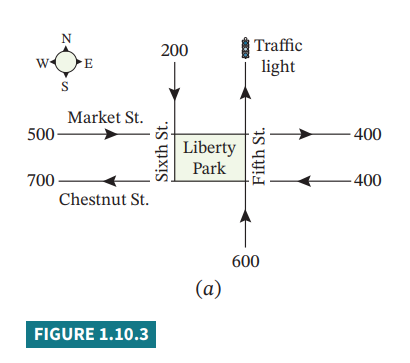 N
W E
S
200
Traffic
light
Market St.
500
Sixth St.
Liberty
Park
Fifth St.
400
700
400
Chestnut St.
600
(a)
FIGURE 1.10.3